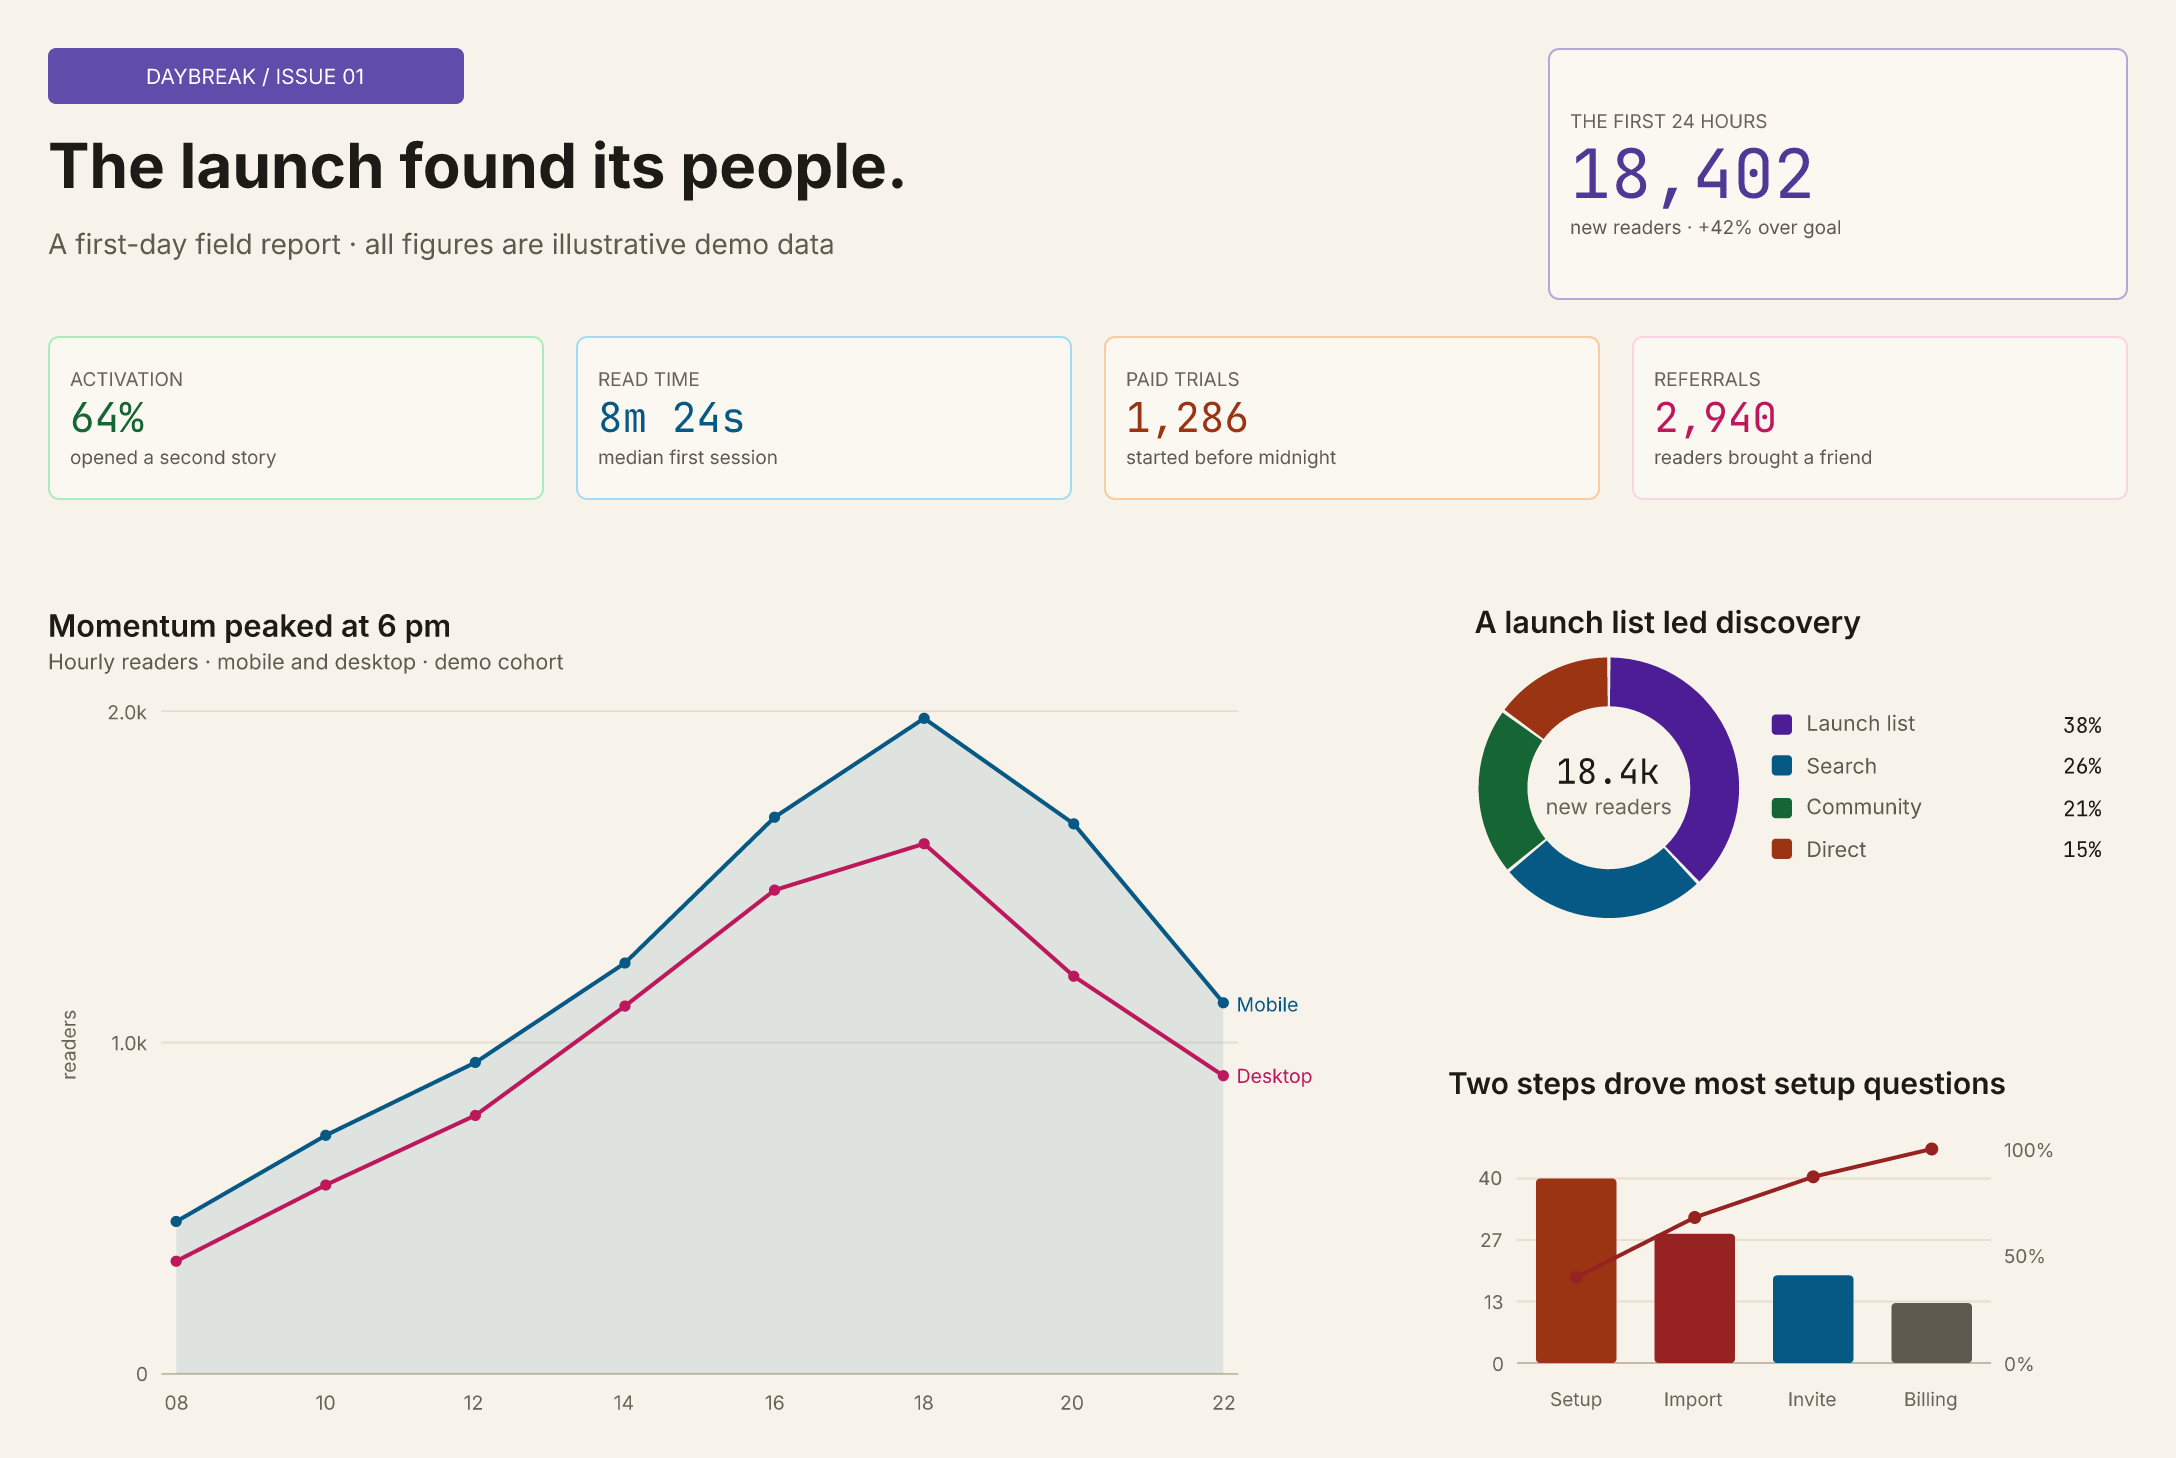 DAYBREAK / ISSUE 01
The launch found its people.
A first-day field report · all figures are illustrative demo data
THE FIRST 24 HOURS
18,402
new readers · +42% over goal
ACTIVATION
64%
opened a second story
READ TIME
8m 24s
median first session
PAID TRIALS
1,286
started before midnight
REFERRALS
2,940
readers brought a friend
Momentum peaked at 6 pm
Hourly readers · mobile and desktop · demo cohort
2.0k
1.0k
0
readers
08 10 12 14 16 18 20 22
Mobile
Desktop
A launch list led discovery
18.4k
new readers
Launch list 38%
Search 26%
Community 21%
Direct 15%
Two steps drove most setup questions
40
27
13
0
100%
50%
0%
Setup Import Invite Billing